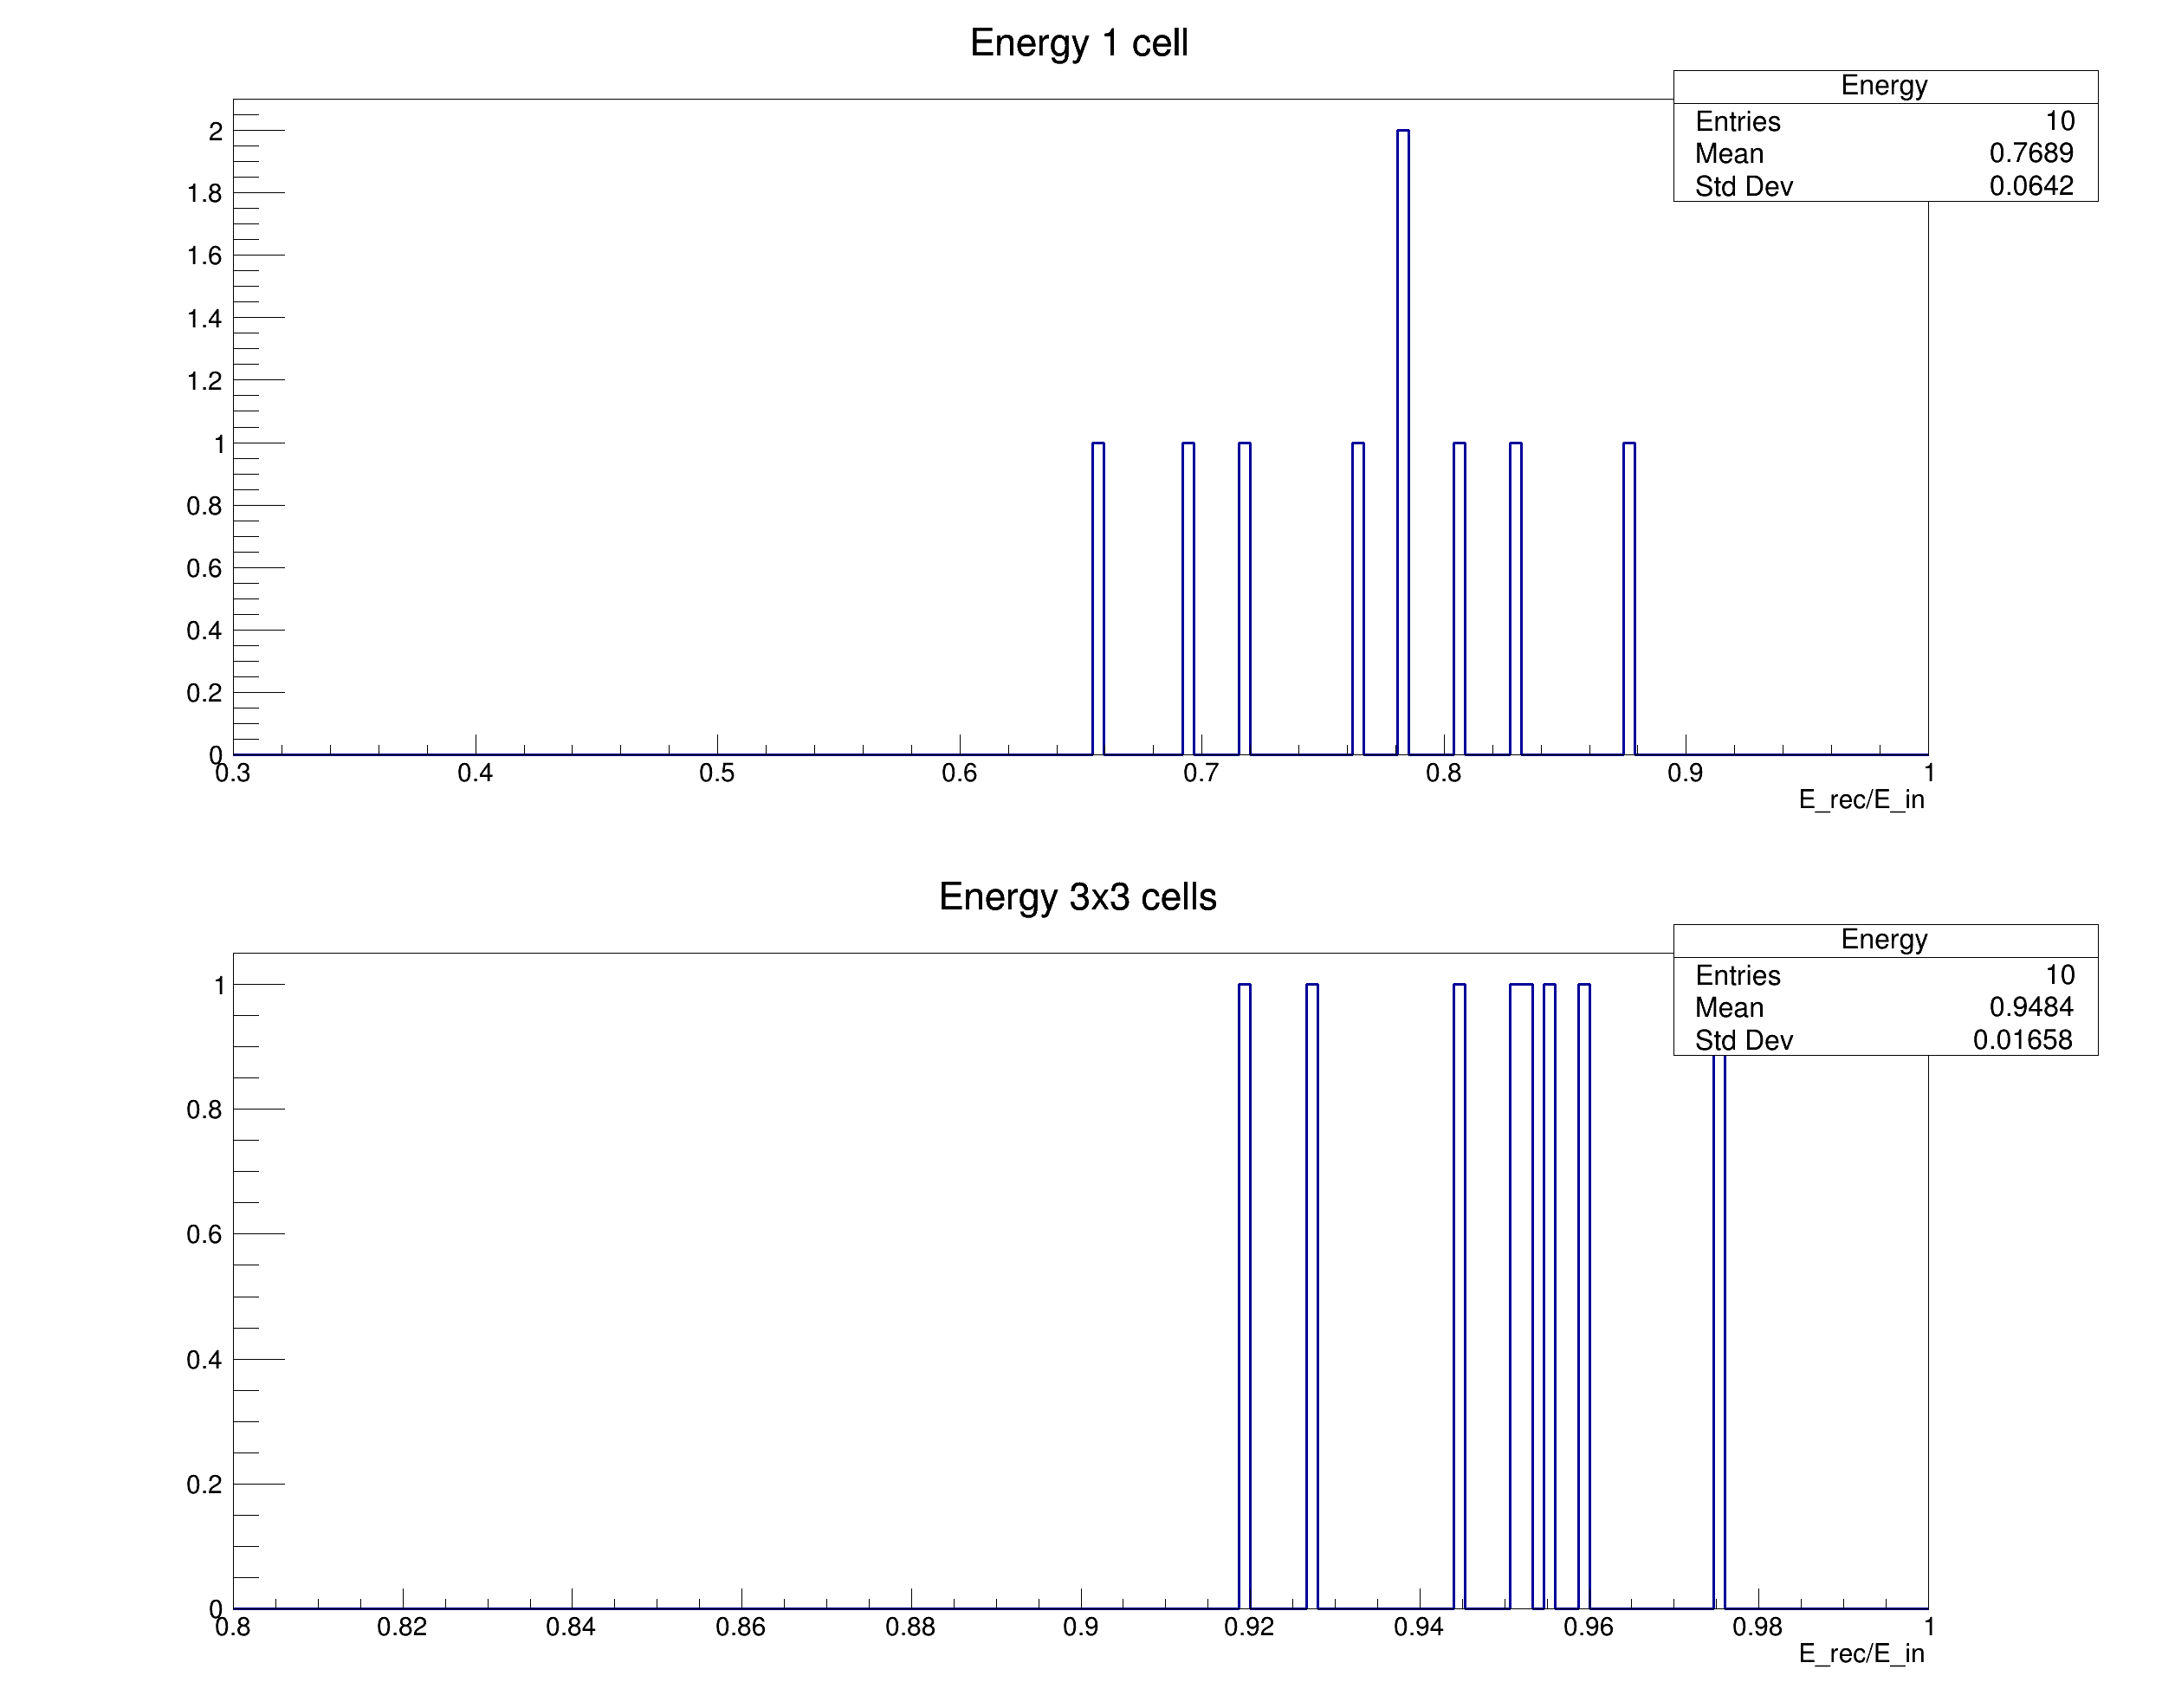 Energy 1 cell
Energy
Entries 10
Mean 0.7689
Std Dev 0.0642
2
1.8
1.6
1.4
1.2
1
0.8
0.6
0.4
0.2
0
0.3 0.4 0.5 0.6 0.7 0.8 0.9 1
E_rec/E_in
Energy 3x3 cells
Energy
Entries 10
Mean 0.9484
Std Dev 0.01658
1
0.8
0.6
0.4
0.2
0
0.8 0.82 0.84 0.86 0.88 0.9 0.92 0.94 0.96 0.98 1
E_rec/E_in